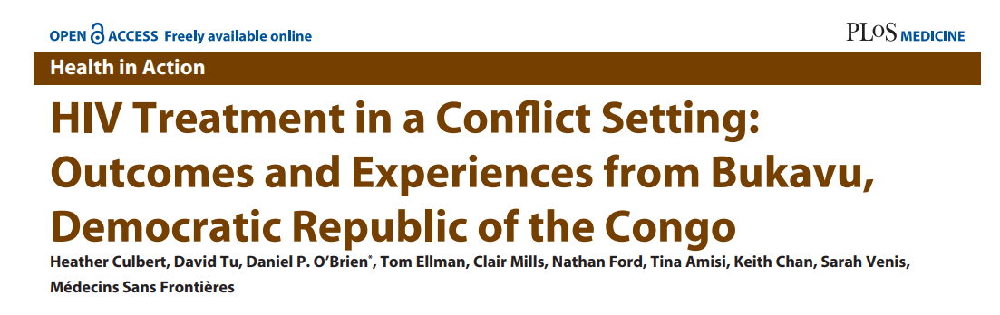 OPEN ACCESS Freely available online
PLoS MEDICINE
Health in Action
HIV Treatment in a Conflict Setting:
Outcomes and Experiences from Bukavu,
Democratic Republic of the Congo
Heather Culbert, David Tu, Daniel P. O'Brien*, Tom Ellman, Clair Mills, Nathan Ford, Tina Amisi, Keith Chan, Sarah Venis,
Médecins Sans Frontières